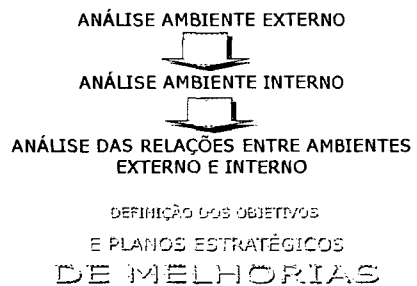 ANÁLISE AMBIENTE EXTERNO
ANÁLISE AMBIENTE INTERNO
ANÁLISE DAS RELAÇÕES ENTRE AMBIENTES
EXTERNO E INTERNO
DEFINIÇÃO DOS OBJETIVOS
E PLANOS ESTRATÉGICOS
DE MELHORIAS